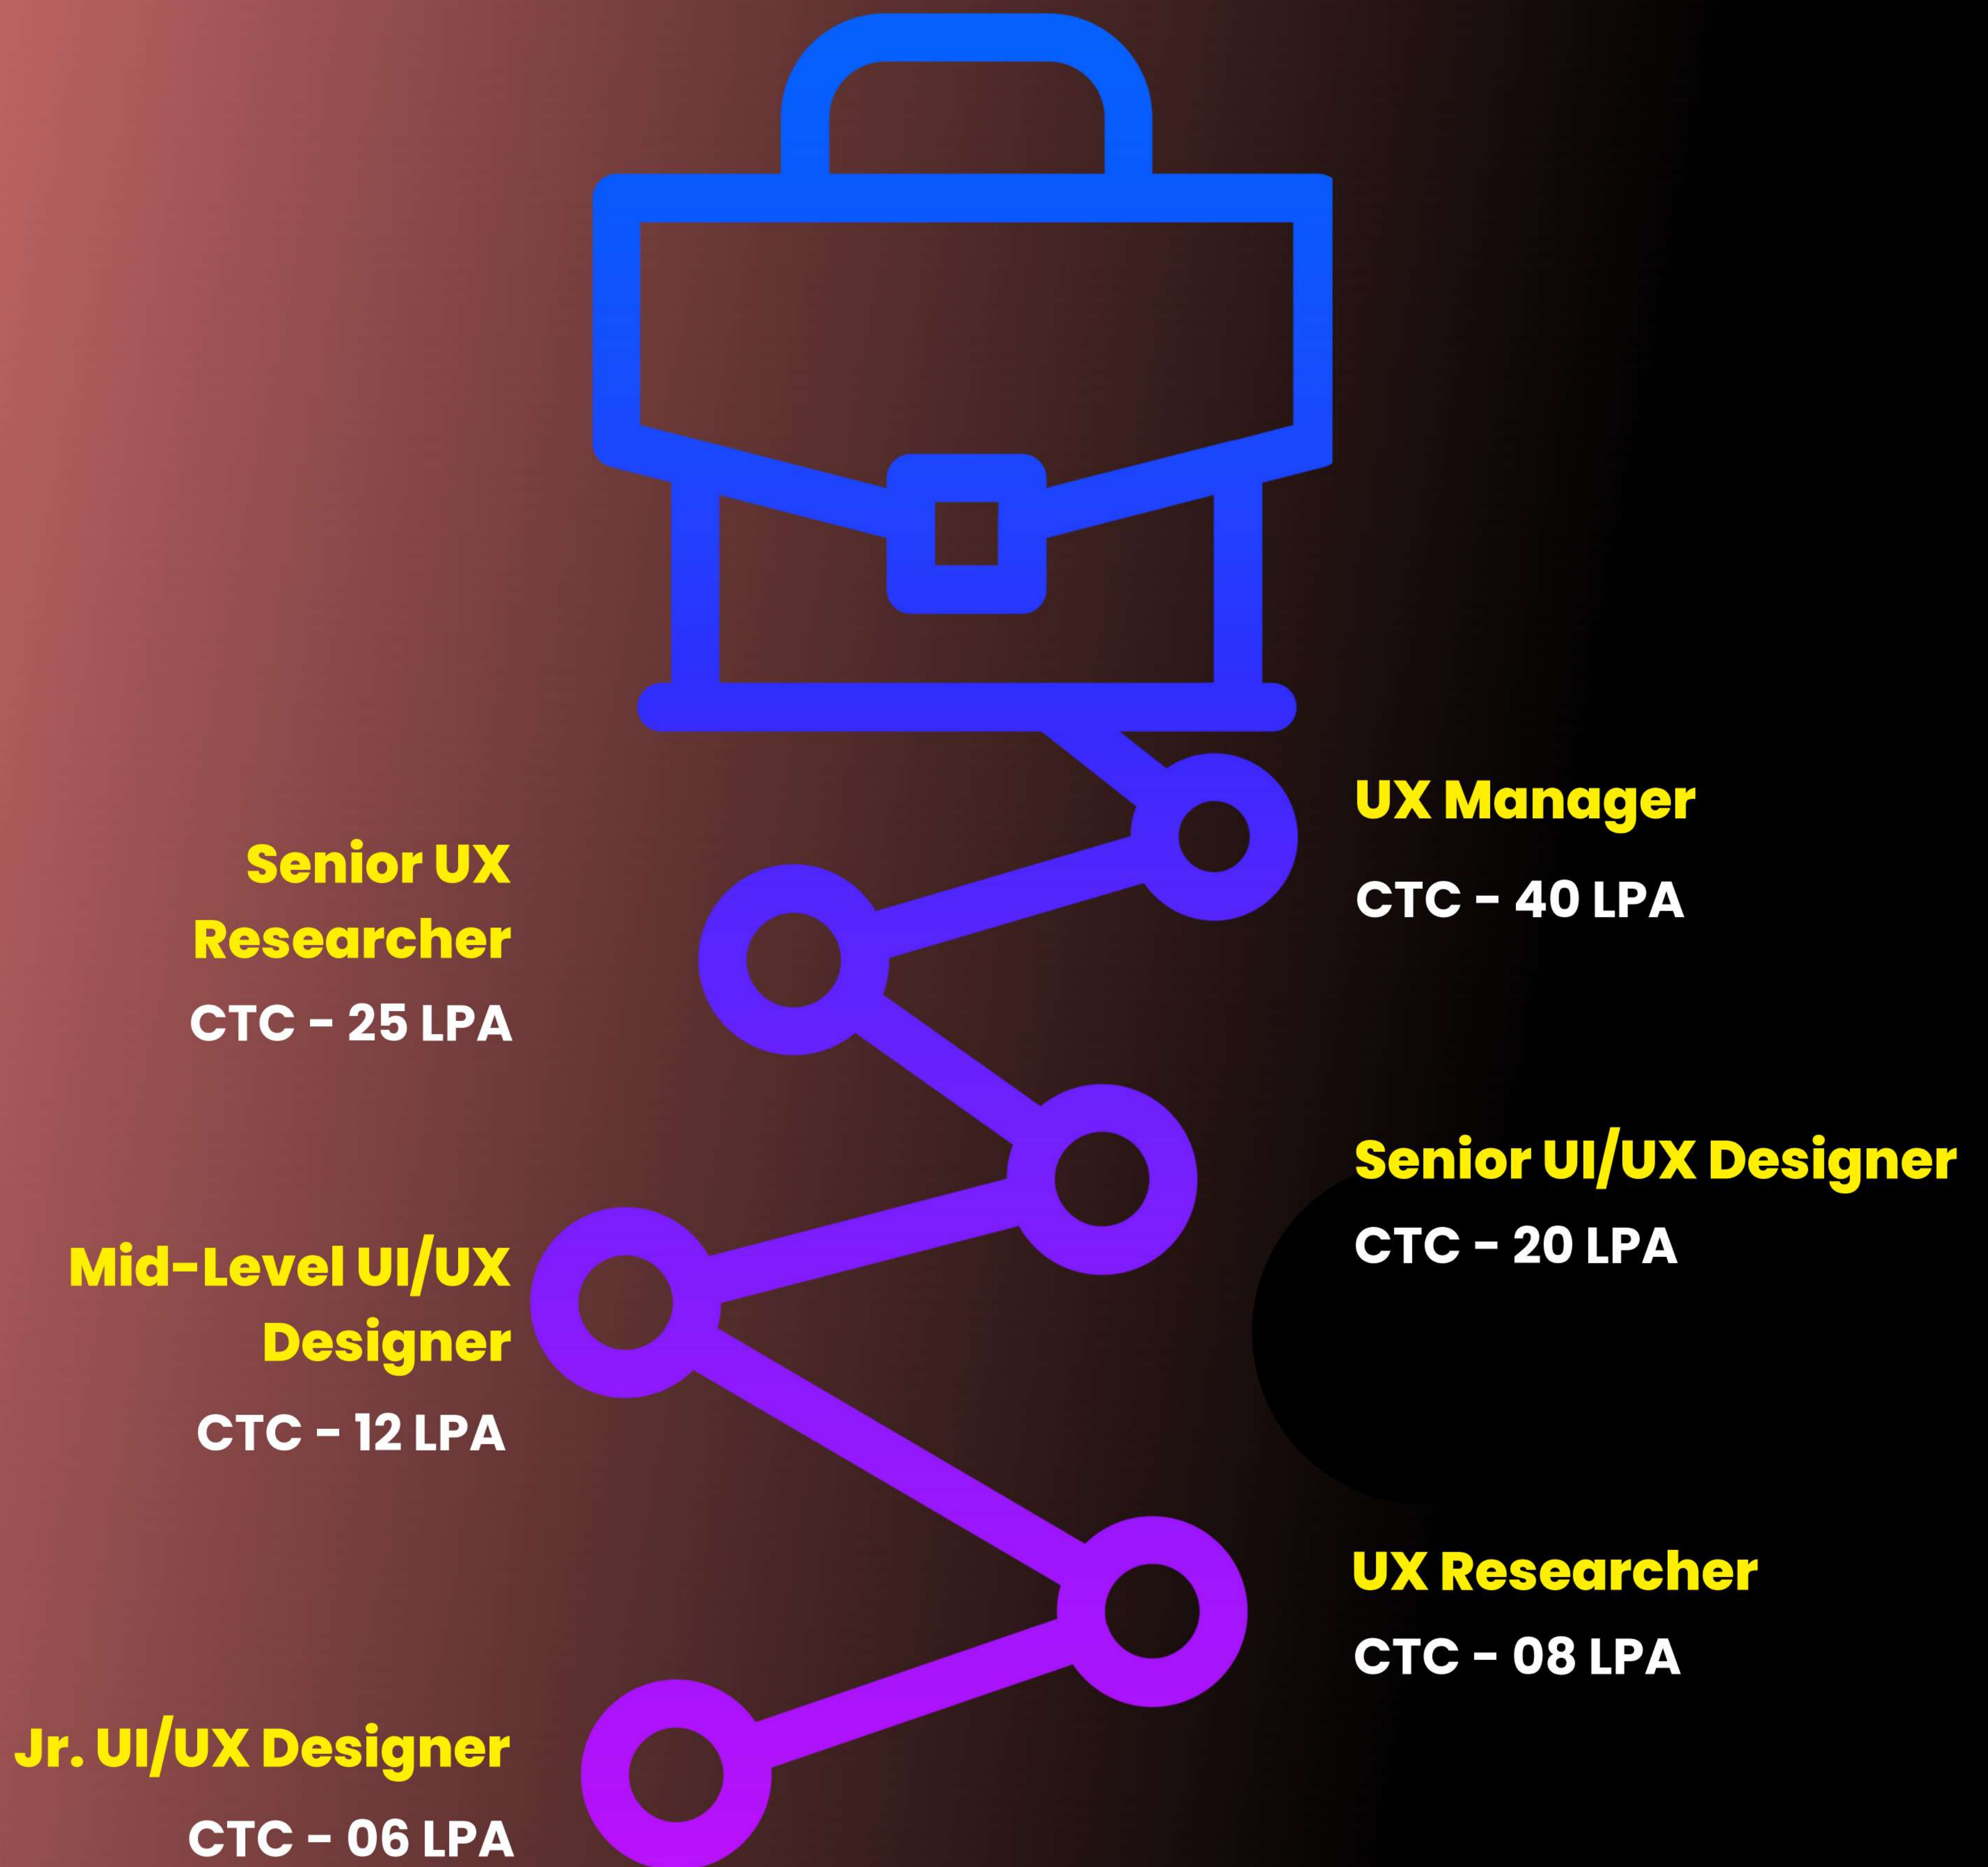 UX Manager
CTC - 40 LPA
Senior UX
Researcher
CTC - 25 LPA
Senior UI/UX Designer
CTC - 20 LPA
Mid-Level UI/UX
Designer
CTC - 12 LPA
UX Researcher
CTC - 08 LPA
Jr. UI/UX Designer
CTC - 06 LPA